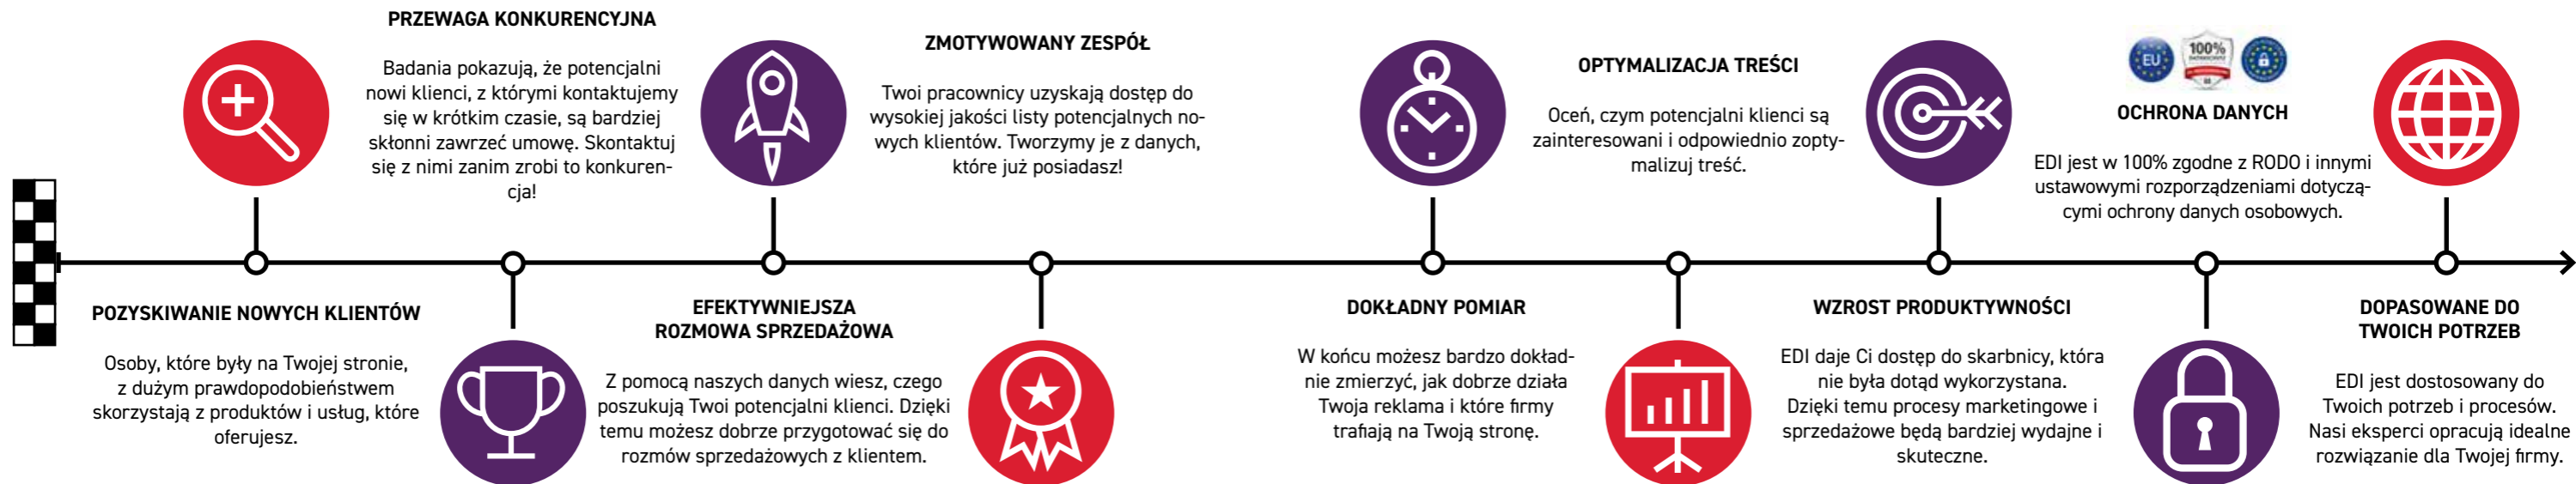 PRZEWAGA KONKURENCYJNA
Badania pokazują, że potencjalni
nowi klienci, z którymi kontaktujemy
się w krótkim czasie, są bardziej
skłonni zawrzeć umowę. Skontaktuj
się z nimi zanim zrobi to konkuren-
cja!
ZMOTYWOWANY ZESPÓŁ
Twoi pracownicy uzyskają dostęp do
wysokiej jakości listy potencjalnych no-
wych klientów. Tworzymy je z danych,
które już posiadasz!
OPTYMALIZACJA TREŚCI
Oceń, czym potencjalni klienci są
zainteresowani i odpowiednio zopty-
malizuj treść.
EU
100%
OCHRONA DANYCH
EDI jest w 100% zgodne z RODO i innymi
ustawowymi rozporządzeniami dotyczą-
cymi ochrony danych osobowych.
POZYSKIWANIE NOWYCH KLIENTÓW
Osoby, które były na Twojej stronie,
z dużym prawdopodobieństwem
skorzystają z produktów i usług, które
oferujesz.
EFEKTYWNIEJSZA
ROZMOWA SPRZEDAŻOWA
Z pomocą naszych danych wiesz, czego
poszukują Twoi potencjalni klienci. Dzięki
temu możesz dobrze przygotować się do
rozmów sprzedażowych z klientem.
DOKŁADNY POMIAR
W końcu możesz bardzo dokład-
nie zmierzyć, jak dobrze działa
Twoja reklama i które firmy
trafiają na Twoją stronę.
WZROST PRODUKTYWNOŚCI
EDI daje Ci dostęp do skarbnicy, która
nie była dotąd wykorzystana.
Dzięki temu procesy marketingowe i
sprzedażowe będą bardziej wydajne i
skuteczne.
DOPASOWANE DO
TWOICH POTRZEB
EDI jest dostosowany do
Twoich potrzeb i procesów.
Nasi eksperci opracują idealne
rozwiązanie dla Twojej firmy.